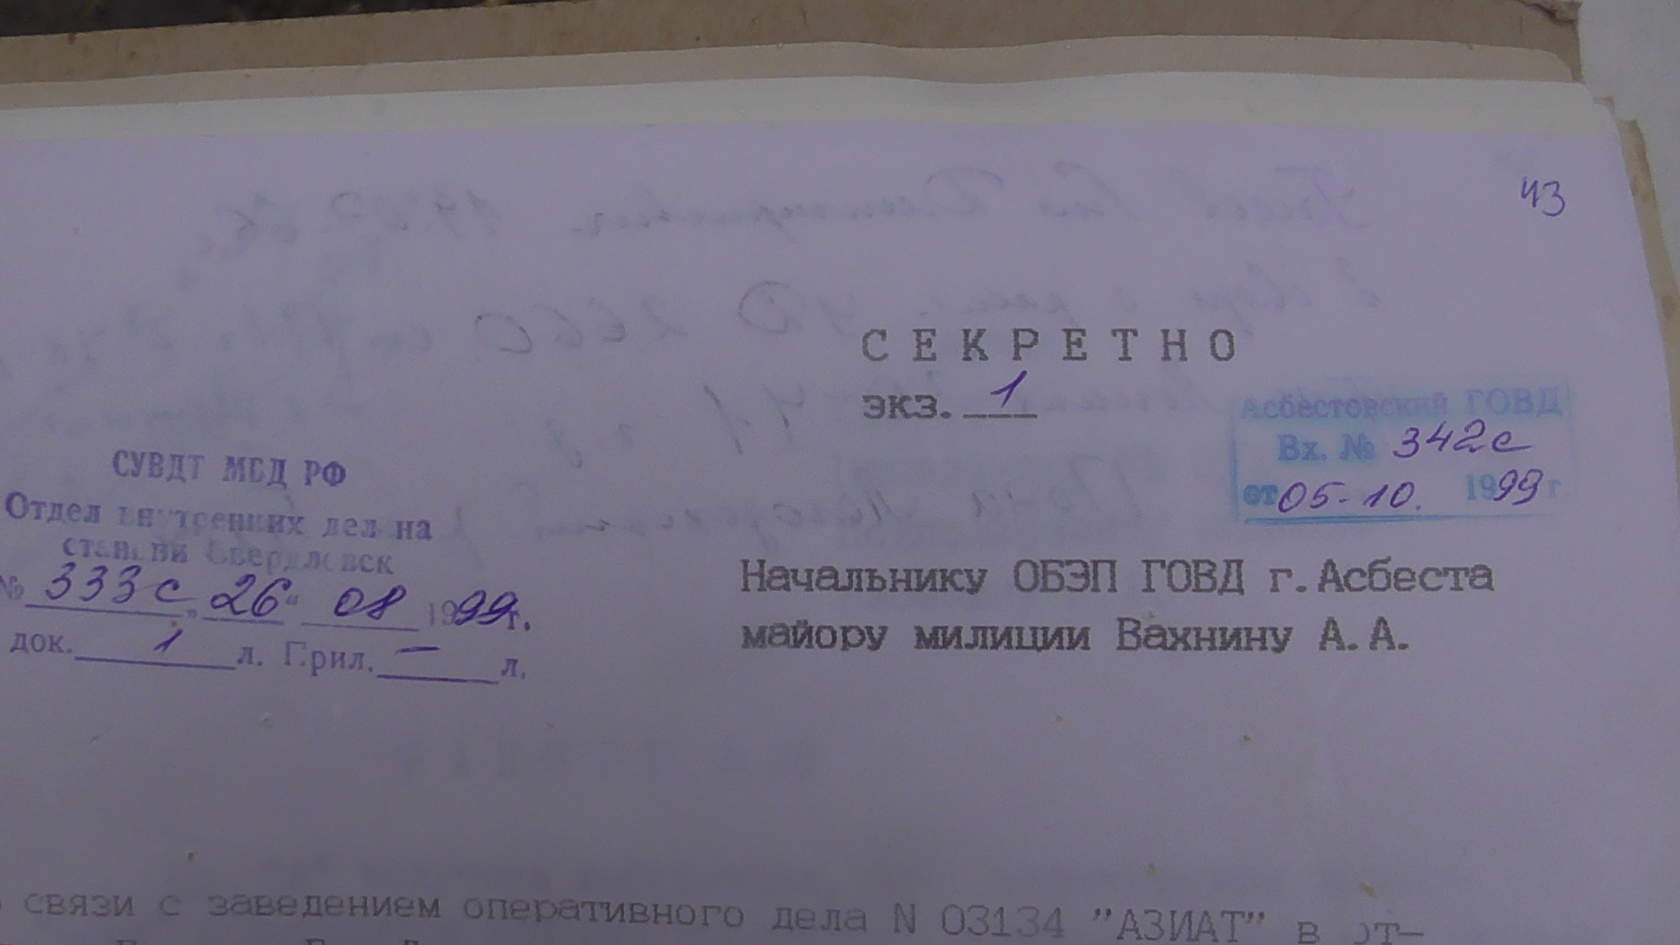 43
СЕКРЕТНО
экз. 1
Асбестовский ГОВД
Вх. № 342с
от 05-10. 1999 г
СУВДТ МВД РФ
Отдел внутренних дел на
станции Свердловск
№ 333с "26" 08 1999г.
док. 1 л. Прил. — л.
Начальнику ОБЭП ГОВД г. Асбеста
майору милиции Вахнину А.А.
связи с заведением оперативного дела N 03134 "АЗИАТ" в от-